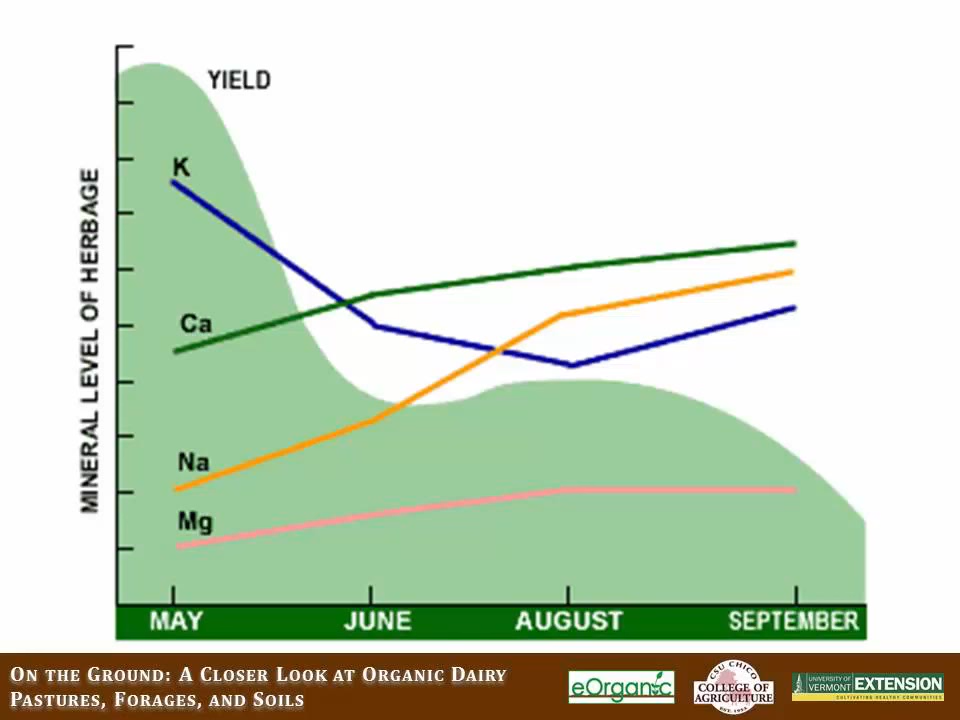 YIELD
K
MINERAL LEVEL OF HERBAGE
Ca
Na
Mg
MAY JUNE AUGUST SEPTEMBER
ON THE GROUND: A CLOSER LOOK AT ORGANIC DAIRY
PASTURES, FORAGES, AND SOILS
eOrganic
CSU CHICO
COLLEGE OF
AGRICULTURE
UNIVERSITY OF
VERMONT EXTENSION
CULTIVATING HEALTHY COMMUNITIES